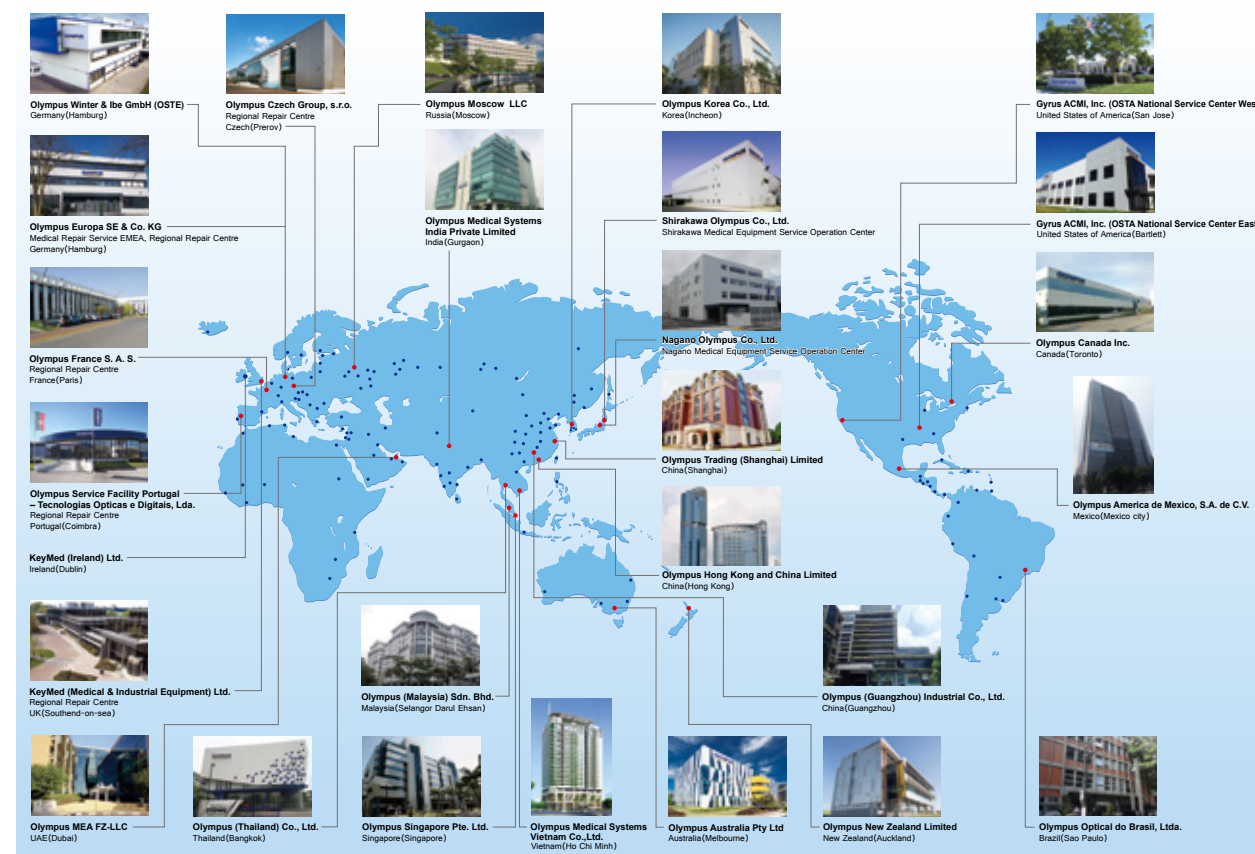 Olympus Winter & Ibe GmbH (OSTE)
Germany(Hamburg)
Olympus Czech Group, s.r.o.
Regional Repair Centre
Czech(Prerov)
Olympus Moscow LLC
Russia(Moscow)
Olympus Korea Co., Ltd.
Korea(Incheon)
Gyrus ACMI, Inc. (OSTA National Service Center Wes
United States of America(San Jose)
Olympus Europa SE & Co. KG
Medical Repair Service EMEA, Regional Repair Centre
Germany(Hamburg)
Olympus Medical Systems
India Private Limited
India(Gurgaon)
Shirakawa Olympus Co., Ltd.
Shirakawa Medical Equipment Service Operation Center
Gyrus ACMI, Inc. (OSTA National Service Center East
United States of America(Bartlett)
Olympus France S. A. S.
Regional Repair Centre
France(Paris)
Nagano Olympus Co., Ltd.
Nagano Medical Equipment Service Operation Center
Olympus Canada Inc.
Canada(Toronto)
Olympus Trading (Shanghai) Limited
China(Shanghai)
Olympus Service Facility Portugal
– Tecnologias Opticas e Digitais, Lda.
Regional Repair Centre
Portugal(Coimbra)
Olympus America de Mexico, S.A. de C.V.
Mexico(Mexico city)
KeyMed (Ireland) Ltd.
Ireland(Dublin)
Olympus Hong Kong and China Limited
China(Hong Kong)
KeyMed (Medical & Industrial Equipment) Ltd.
Regional Repair Centre
UK(Southend-on-sea)
Olympus (Malaysia) Sdn. Bhd.
Malaysia(Selangor Darul Ehsan)
Olympus (Guangzhou) Industrial Co., Ltd.
China(Guangzhou)
Olympus MEA FZ-LLC
UAE(Dubai)
Olympus (Thailand) Co., Ltd.
Thailand(Bangkok)
Olympus Singapore Pte. Ltd.
Singapore(Singapore)
Olympus Medical Systems
Vietnam Co.,Ltd.
Vietnam(Ho Chi Minh)
Olympus Australia Pty Ltd
Australia(Melbourne)
Olympus New Zealand Limited
New Zealand(Auckland)
Olympus Optical do Brasil, Ltda.
Brazil(Sao Paulo)